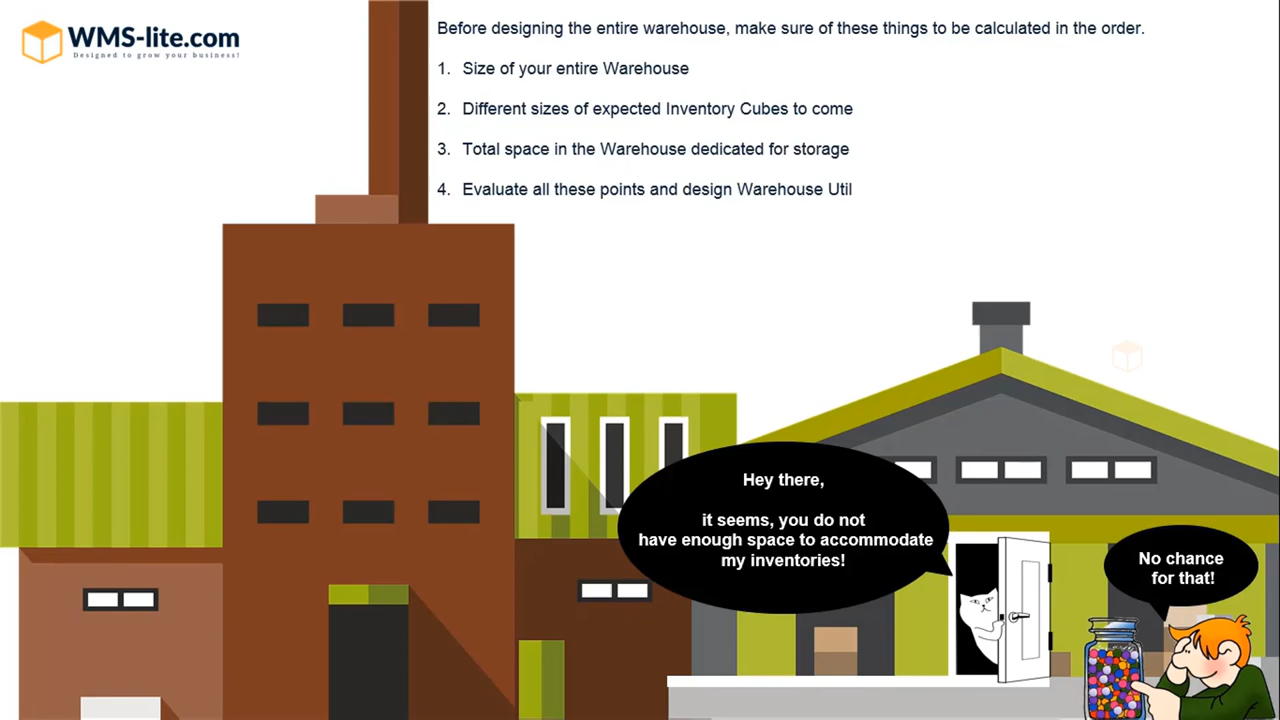 WMS-lite.com
Designed to grow your business!
Before designing the entire warehouse, make sure of these things to be calculated in the order.
1. Size of your entire Warehouse
2. Different sizes of expected Inventory Cubes to come
3. Total space in the Warehouse dedicated for storage
4. Evaluate all these points and design Warehouse Util
Hey there,
it seems, you do not
have enough space to accommodate
my inventories!
No chance
for that!